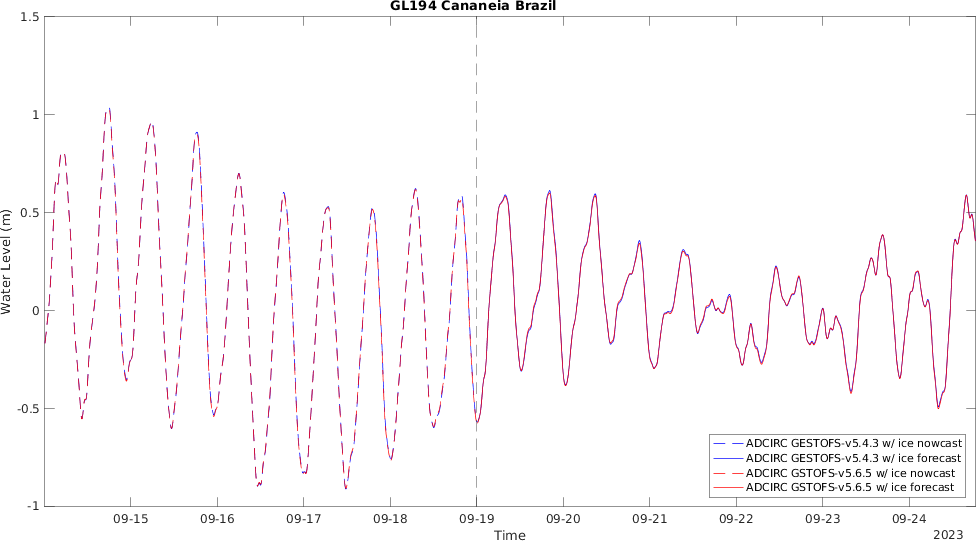 GL194 Cananeia Brazil
1.5
1
0.5
0
-0.5
-1
Water Level (m)
09-15 09-16 09-17 09-18 09-19 09-20 09-21 09-22 09-23 09-24
Time
2023
ADCIRC GESTOFS-v5.4.3 w/ ice nowcast
ADCIRC GESTOFS-v5.4.3 w/ ice forecast
ADCIRC GSTOFS-v5.6.5 w/ ice nowcast
ADCIRC GSTOFS-v5.6.5 w/ ice forecast